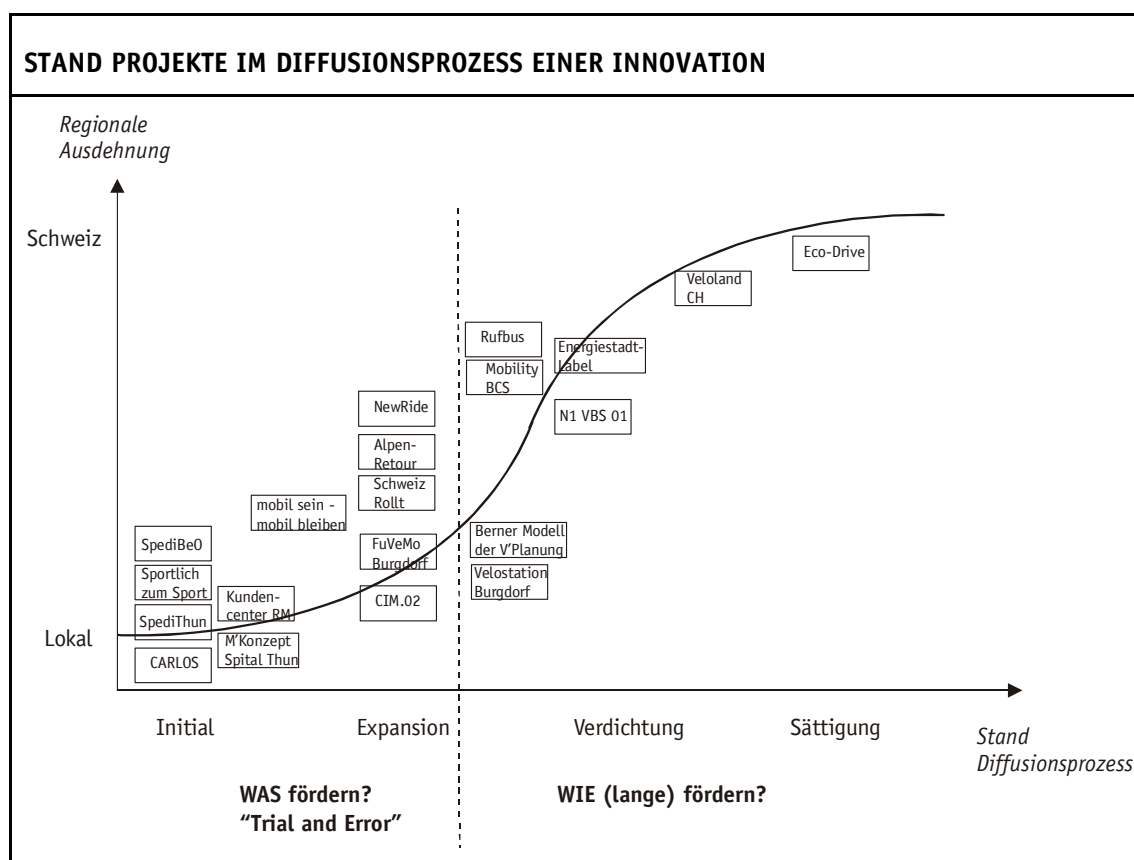 STAND PROJEKTE IM DIFFUSIONSPROZESS EINER INNOVATION
Regionale
Ausdehnung
Schweiz
Eco-Drive
Veloland
CH
Rufbus
Energiestadt-
Label
Mobility
BCS
NewRide
N1 VBS 01
Alpen-
Retour
Schweiz
Rollt
mobil sein -
mobil bleiben
SpediBeO
FuVeMo
Burgdorf
Berner Modell
der V'Planung
Sportlich
zum Sport
Velostation
Burgdorf
Kunden-
center RM
CIM.02
SpediThun
Lokal
M'Konzept
Spital Thun
CARLOS
Initial
Expansion
Verdichtung
Sättigung
Stand
Diffusionsprozess
WAS fördern?
“Trial and Error”
WIE (lange) fördern?